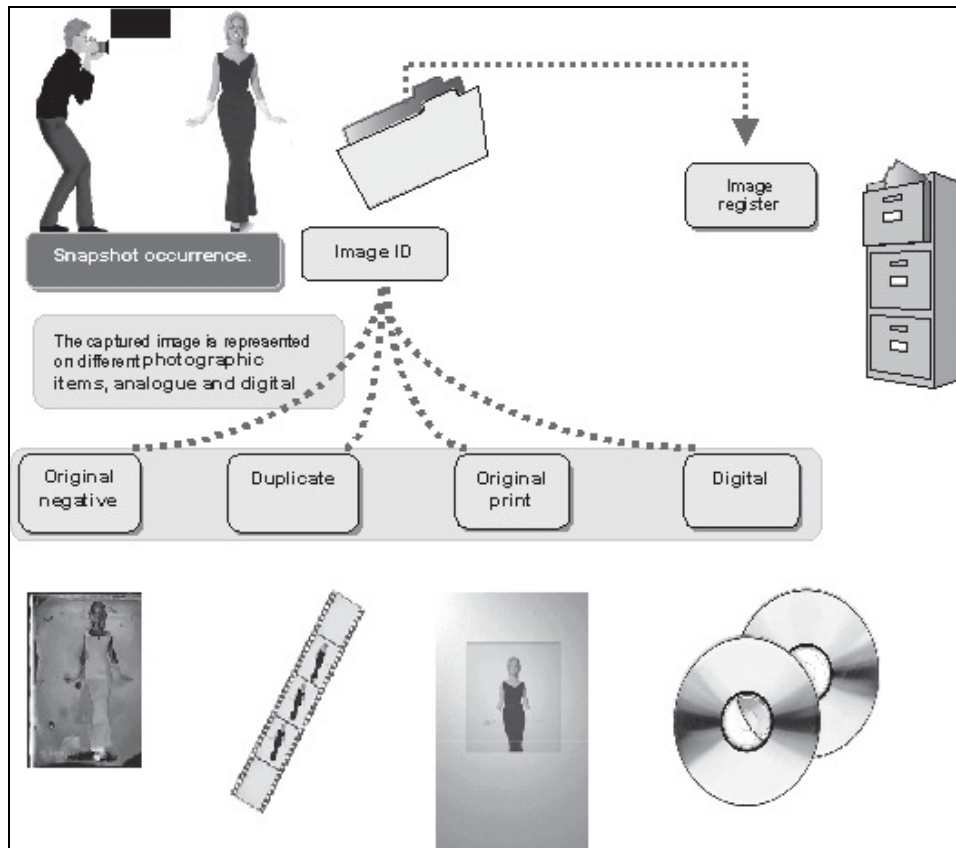 Image
register
Snapshot occurrence.
Image ID
The captured image is represented
on different photographic
items, analogue and digital
Original
negative
Duplicate
Original
print
Digital